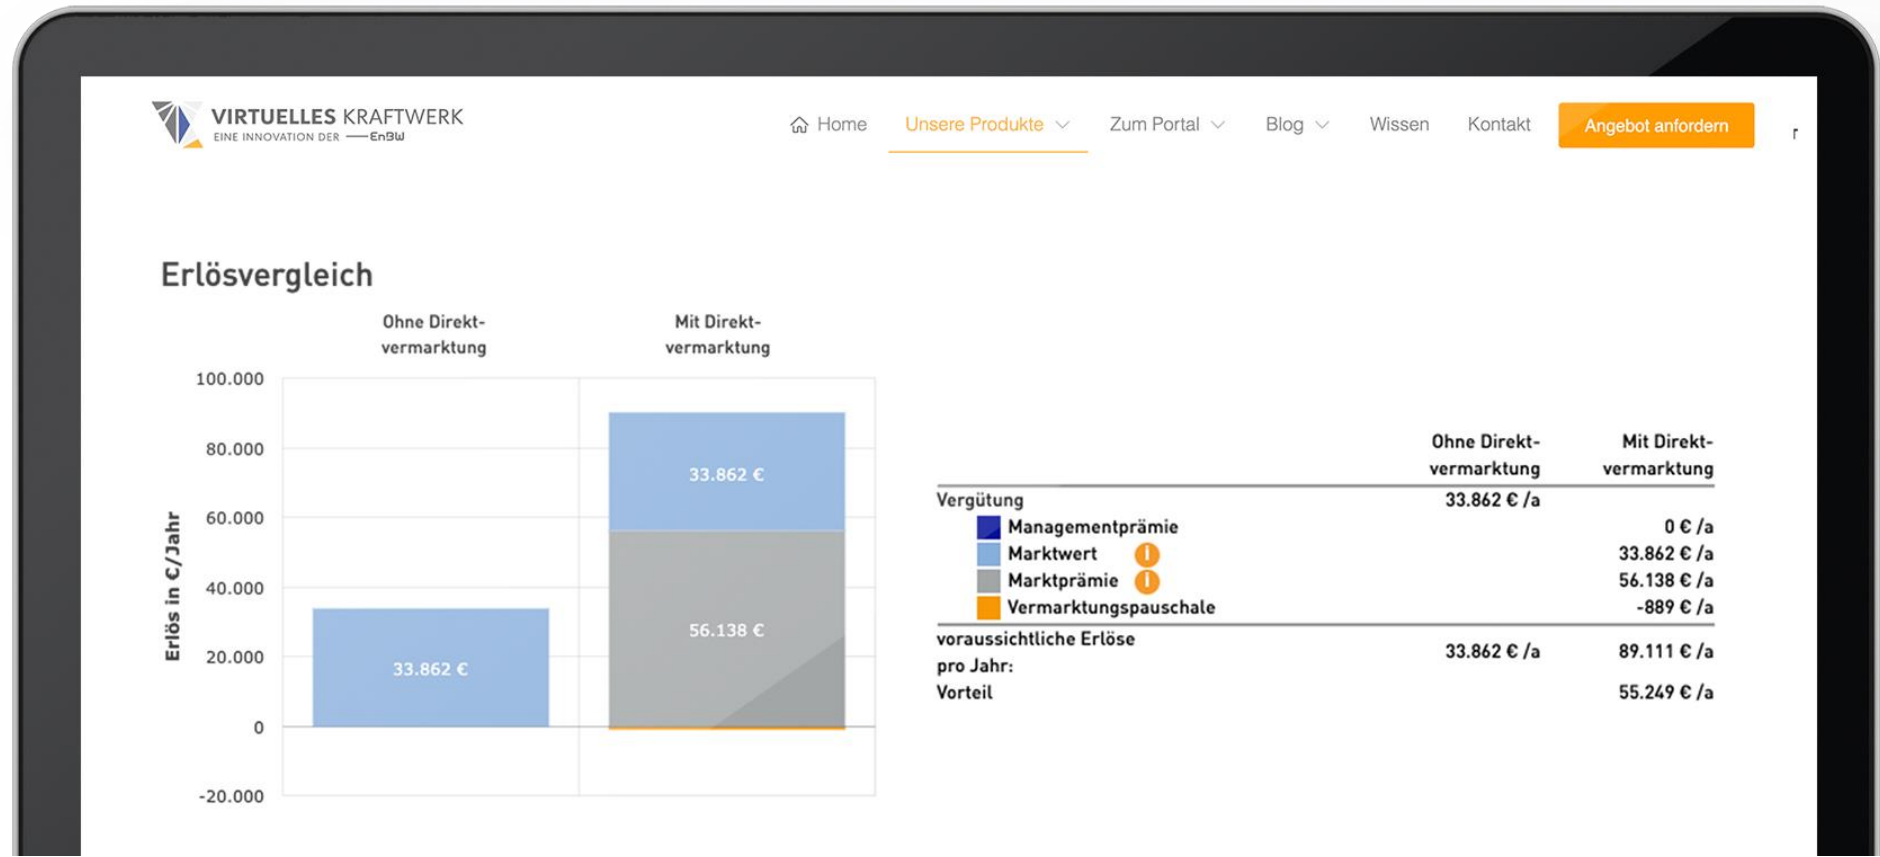 VIRTUELLES KRAFTWERK
EINE INNOVATION DER EnBW
Home Unsere Produkte Zum Portal Blog Wissen Kontakt Angebot anfordern
Erlösvergleich
Ohne Direkt-
vermarktung
Mit Direkt-
vermarktung
Erlös in €/Jahr
100.000
80.000
60.000
40.000
20.000
0
-20.000
33.862 €
33.862 €
56.138 €
Ohne Direkt- Mit Direkt-
vermarktung vermarktung
Vergütung 33.862 € /a
Managementprämie 0 € /a
Marktwert i 33.862 € /a
Marktprämie i 56.138 € /a
Vermarktungspauschale -889 € /a
voraussichtliche Erlöse
pro Jahr: 33.862 € /a 89.111 € /a
Vorteil 55.249 € /a